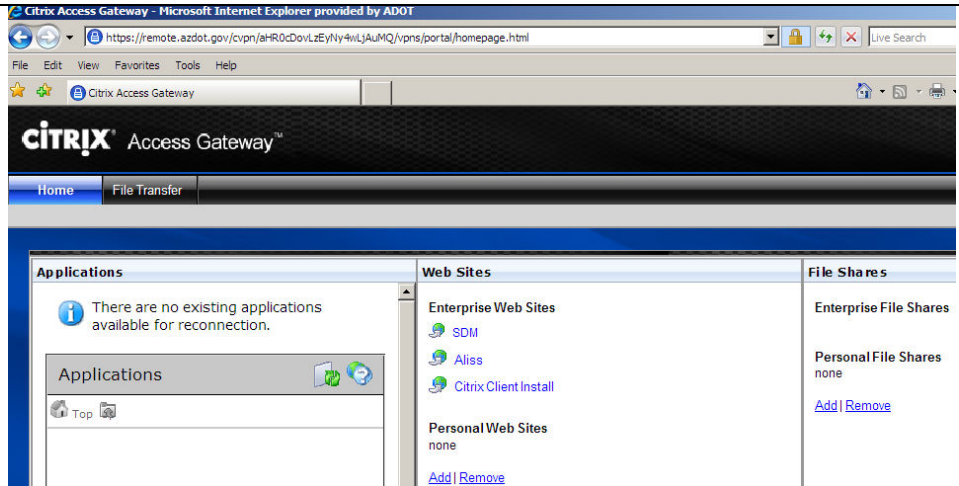 Citrix Access Gateway - Microsoft Internet Explorer provided by ADOT
https://remote.azdot.gov/cvpn/aHR0cDovLzEyNy4wLjAuMQ/vpns/portal/homepage.html
Live Search
File Edit View Favorites Tools Help
Citrix Access Gateway
CİTRIX Access Gateway™
Home File Transfer
Applications
There are no existing applications
available for reconnection.
Applications
Top
Web Sites
Enterprise Web Sites
SDM
Aliss
Citrix Client Install
Personal Web Sites
none
Add | Remove
File Shares
Enterprise File Shares
Personal File Shares
none
Add | Remove